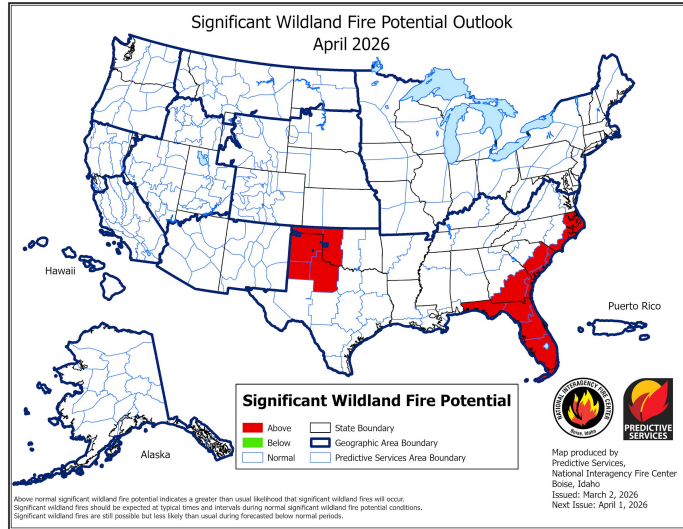 Significant Wildland Fire Potential Outlook
April 2026
Hawaii
Puerto Rico
Alaska
Significant Wildland Fire Potential
Above
State Boundary
Below
Geographic Area Boundary
Normal
Predictive Services Area Boundary
NATIONAL INTERAGENCY FIRE CENTER
Boise, Idaho
PREDICTIVE
SERVICES
Map produced by
Predictive Services,
National Interagency Fire Center
Boise, Idaho
Issued: March 2, 2026
Next Issue: April 1, 2026
Above normal significant wildland fire potential indicates a greater than usual likelihood that significant wildland fires will occur.
Significant wildland fires should be expected at typical times and intervals during normal significant wildland fire potential conditions.
Significant wildland fires are still possible but less likely than usual during forecasted below normal periods.